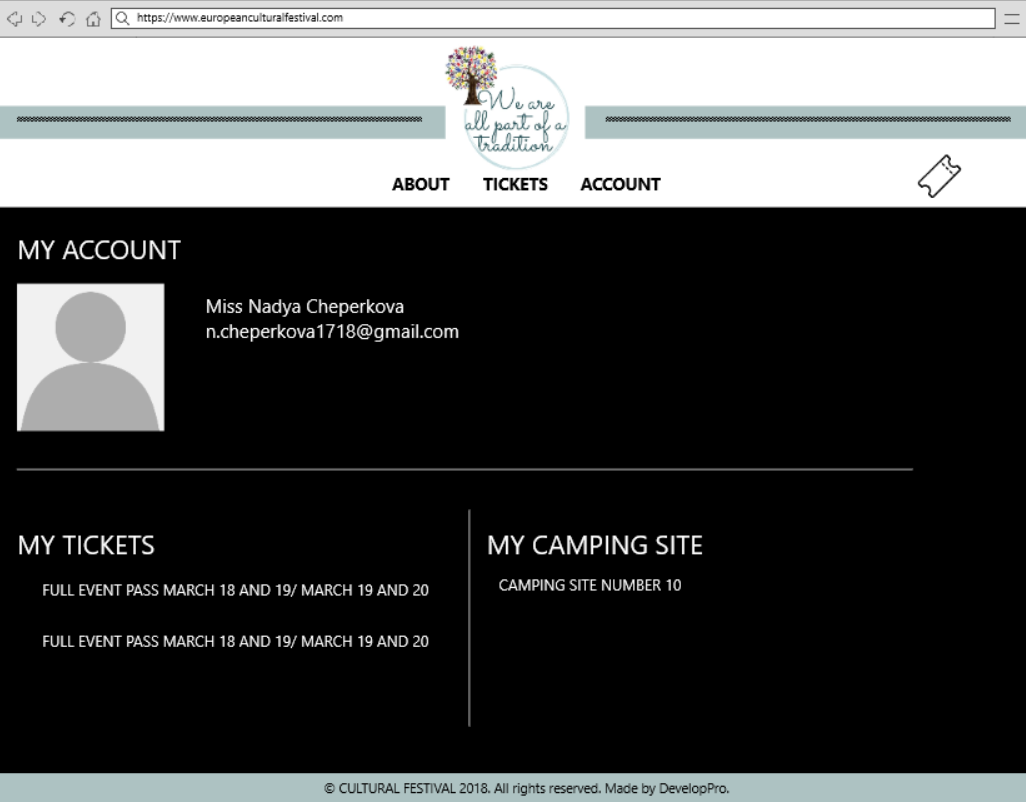 https://www.europeanculturalfestival.com
We are
all part of a
tradition
ABOUT TICKETS ACCOUNT
MY ACCOUNT
Miss Nadya Cheperkova
n.cheperkova1718@gmail.com
MY TICKETS
FULL EVENT PASS MARCH 18 AND 19/ MARCH 19 AND 20
FULL EVENT PASS MARCH 18 AND 19/ MARCH 19 AND 20
MY CAMPING SITE
CAMPING SITE NUMBER 10
© CULTURAL FESTIVAL 2018. All rights reserved. Made by DevelopPro.